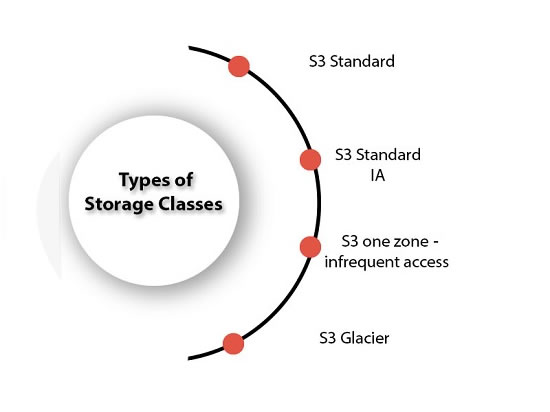 Types of
Storage Classes
S3 Standard
S3 Standard
IA
S3 one zone -
infrequent access
S3 Glacier